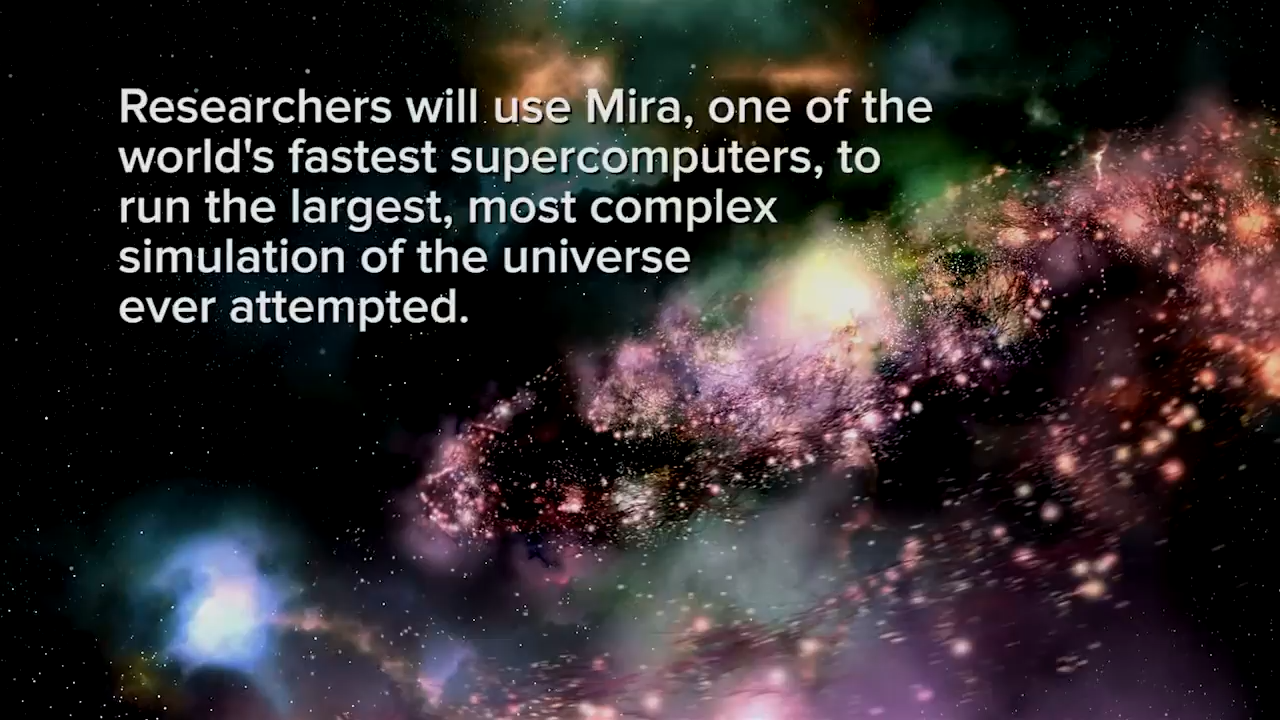 Researchers will use Mira, one of the
world's fastest supercomputers, to
run the largest, most complex
simulation of the universe
ever attempted.